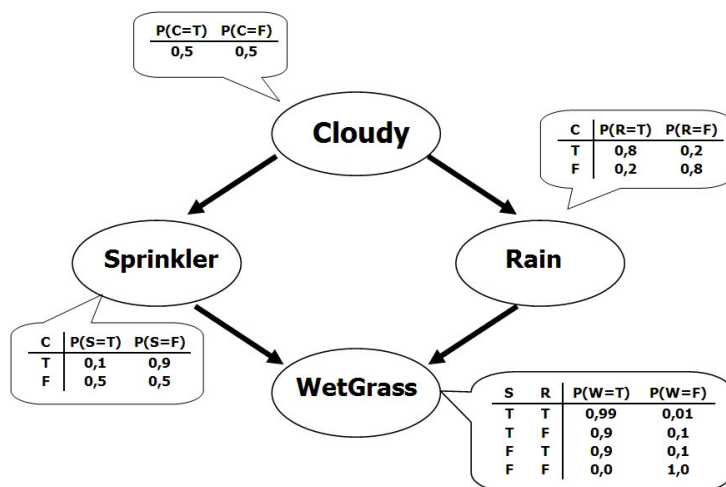 P(C=T) P(C=F)
0,5 0,5
Cloudy
C P(R=T) P(R=F)
T 0,8 0,2
F 0,2 0,8
Sprinkler
Rain
C P(S=T) P(S=F)
T 0,1 0,9
F 0,5 0,5
WetGrass
S R P(W=T) P(W=F)
T T 0,99 0,01
T F 0,9 0,1
F T 0,9 0,1
F F 0,0 1,0